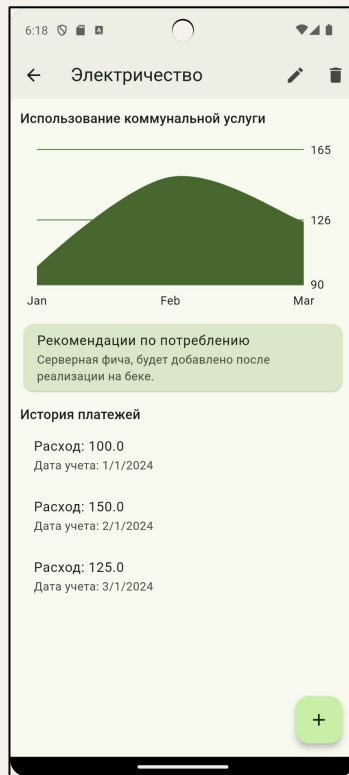 6:18
Электричество
Использование коммунальной услуги
165
126
90
Jan Feb Mar
Рекомендации по потреблению
Серверная фича, будет добавлено после
реализации на беке.
История платежей
Расход: 100.0
Дата учета: 1/1/2024
Расход: 150.0
Дата учета: 2/1/2024
Расход: 125.0
Дата учета: 3/1/2024
+